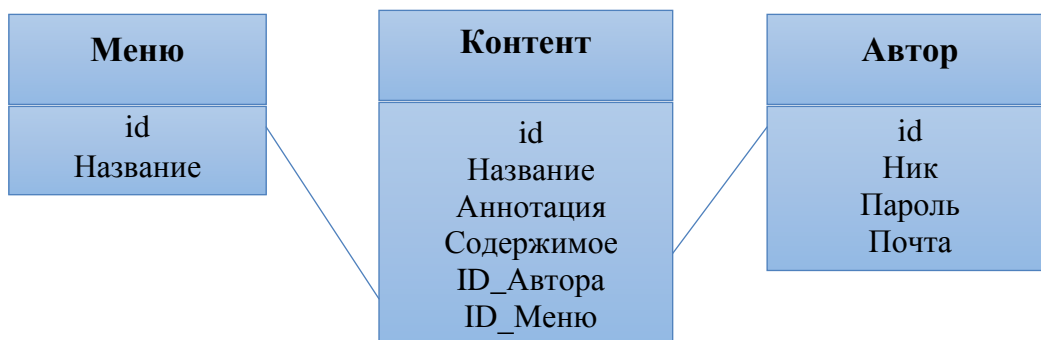 Меню
id
Название
Контент
id
Название
Аннотация
Содержимое
ID_Автора
ID_Меню
Автор
id
Ник
Пароль
Почта